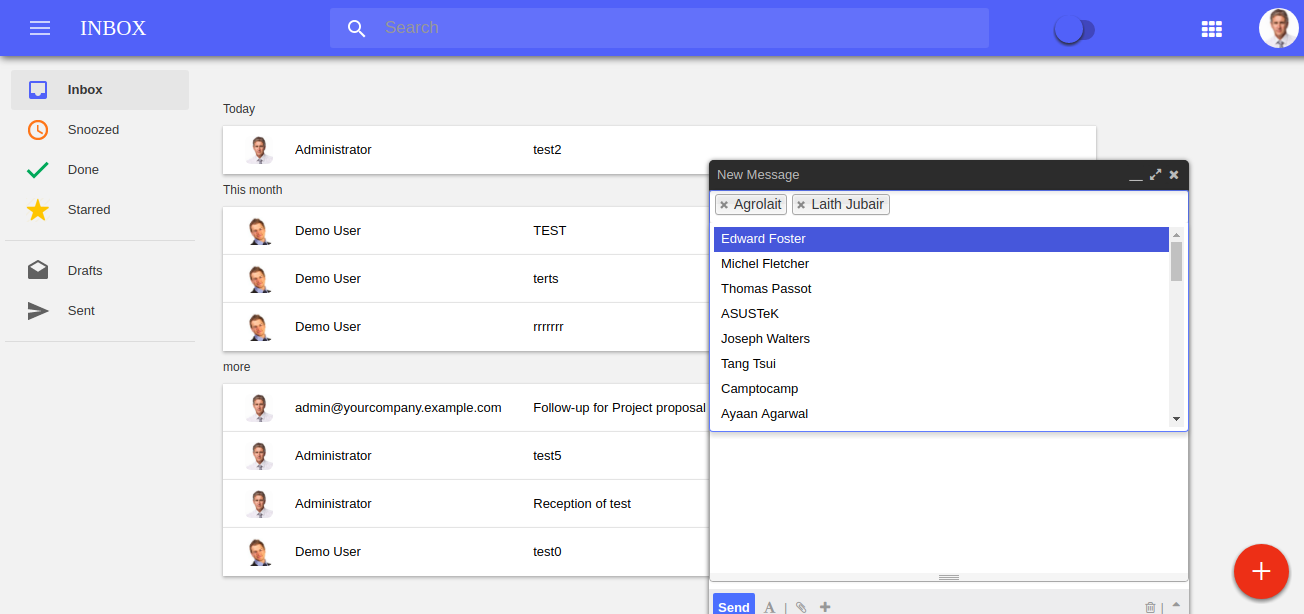 INBOX
Search
Inbox
Snoozed
Done
Starred
Drafts
Sent
Today
Administrator test2
This month
Demo User TEST
Demo User terts
Demo User rrrrrrr
more
admin@yourcompany.example.com Follow-up for Project proposal
Administrator test5
Administrator Reception of test
Demo User test0
New Message
× Agrolait × Laith Jubair
Edward Foster
Michel Fletcher
Thomas Passot
ASUSTeK
Joseph Walters
Tang Tsui
Camptocamp
Ayaan Agarwal
Send A | |